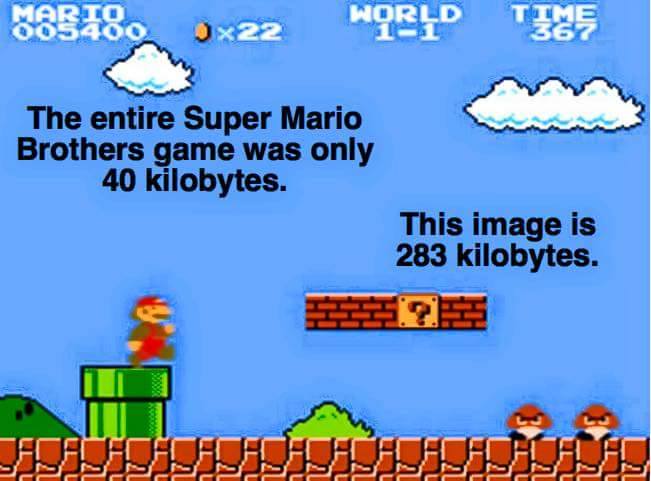 MARIO WORLD TIME
005400 x22 1-1 367
The entire Super Mario
Brothers game was only
40 kilobytes.
This image is
283 kilobytes.
?